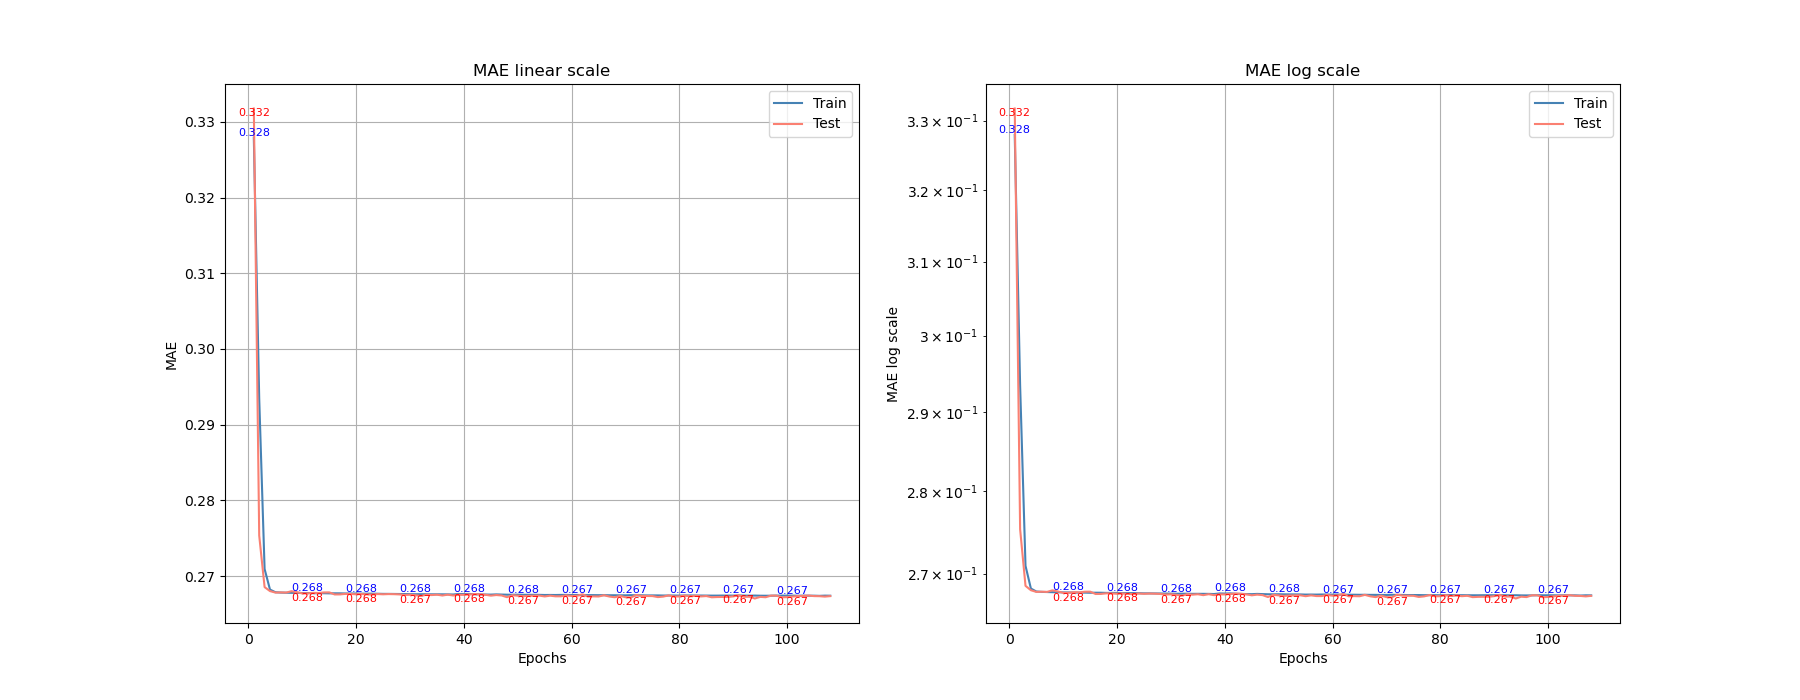 MAE linear scale
MAE
0.33
0.32
0.31
0.30
0.29
0.28
0.27
0.332
0.328
Train
Test
0.268 0.268 0.268 0.268 0.268 0.267 0.267 0.267 0.267 0.267
0.268 0.268 0.267 0.268 0.267 0.267 0.267 0.267 0.267 0.267
0 20 40 60 80 100
Epochs
MAE log scale
MAE log scale
3.3 × 10⁻¹
3.2 × 10⁻¹
3.1 × 10⁻¹
3 × 10⁻¹
2.9 × 10⁻¹
2.8 × 10⁻¹
2.7 × 10⁻¹
0.332
0.328
Train
Test
0.268 0.268 0.268 0.268 0.268 0.267 0.267 0.267 0.267 0.267
0.268 0.268 0.267 0.268 0.267 0.267 0.267 0.267 0.267 0.267
0 20 40 60 80 100
Epochs